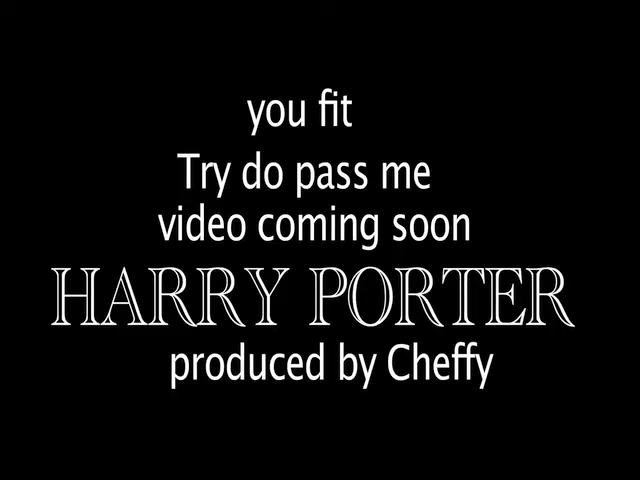 you fit
Try do pass me
video coming soon
HARRY PORTER
produced by Cheffy